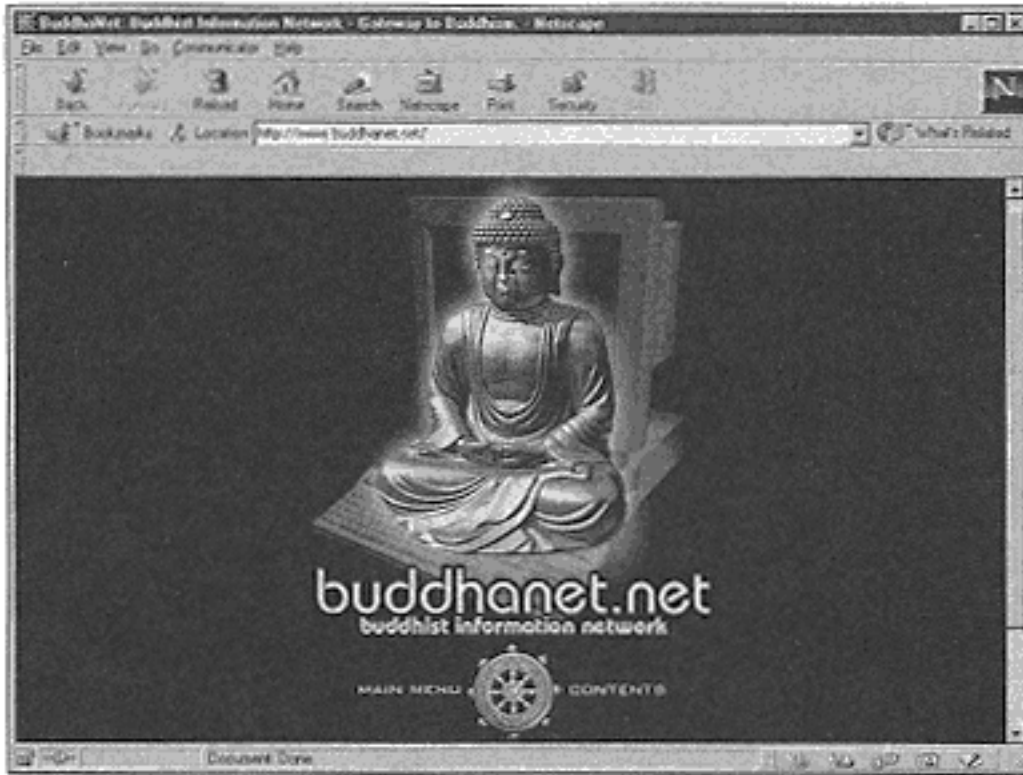 BuddhaNet: Buddhist Information Network - Gateway to Buddhism. - Netscape
File Edit View Go Communicator Help
Back Reload Home Search Netscape Print Security
Bookmarks Location http://www.buddhanet.net/ What's Related
buddhanet.net
buddhist information network
MAIN MENU CONTENTS
Document: Done